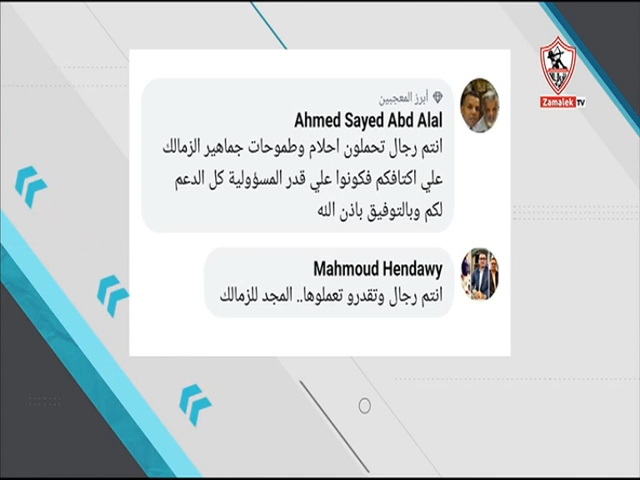 Zamalek TV
أبرز المعجبين
Ahmed Sayed Abd Alal
انتم رجال تحملون احلام وطموحات جماهير الزمالك
علي اكتافكم فكونوا علي قدر المسؤولية كل الدعم
لكم وبالتوفيق باذن الله
Mahmoud Hendawy
انتم رجال وتقدرو تعملوها.. المجد للزمالك